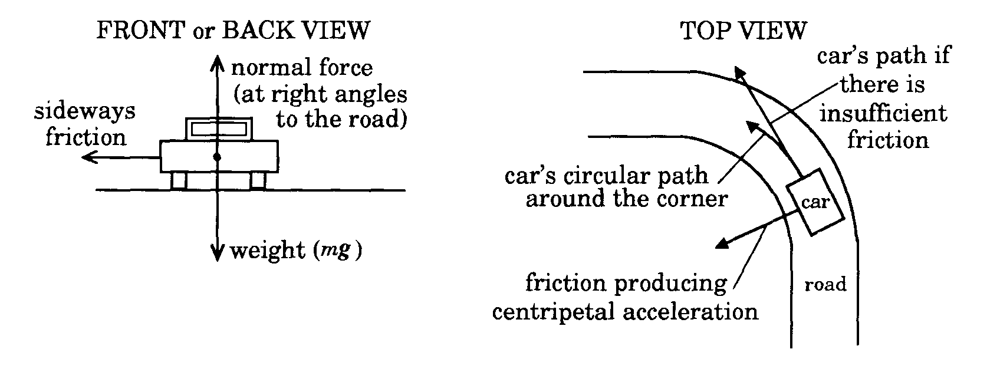 FRONT or BACK VIEW
normal force
(at right angles
to the road)
sideways
friction
weight (mg)
TOP VIEW
car's path if
there is
insufficient
friction
car's circular path
around the corner
car
friction producing
centripetal acceleration
road